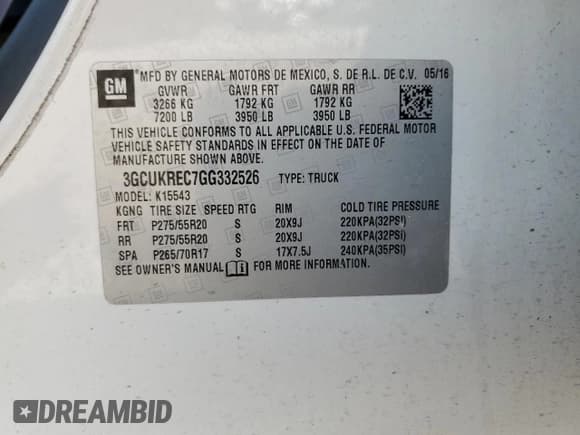 GM
MFD BY GENERAL MOTORS DE MEXICO, S. DE R.L. DE C.V. 05/16
GVWR GAWR FRT GAWR RR
3266 KG 1792 KG 1792 KG
7200 LB 3950 LB 3950 LB
THIS VEHICLE CONFORMS TO ALL APPLICABLE U.S. FEDERAL MOTOR
VEHICLE SAFETY STANDARDS IN EFFECT ON THE DATE OF
MANUFACTURE SHOWN ABOVE.
3GCUKREC7GG332526 TYPE: TRUCK
MODEL: K15543
KGNG TIRE SIZE SPEED RTG RIM COLD TIRE PRESSURE
FRT P275/55R20 S 20X9J 220KPA(32PSI)
RR P275/55R20 S 20X9J 220KPA(32PSI)
SPA P265/70R17 S 17X7.5J 240KPA(35PSI)
SEE OWNER'S MANUAL FOR MORE INFORMATION.
DREAMBID